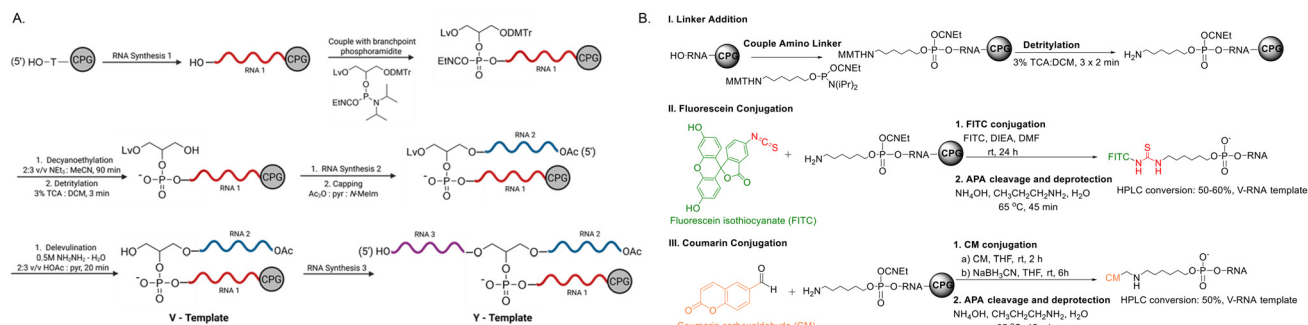 A.
(5') HO-T-CPG
RNA Synthesis 1
HO
RNA 1
CPG
Couple with branchpoint
phosphoramidite
LvO
ODMTr
O
EtNCO-P-N
LvO
ODMTr
EtNCO-P-O
O
RNA 1
CPG
1. Decyanoethylation
2:3 v/v NEt₃ : MeCN, 90 min
2. Detritylation
3% TCA : DCM, 3 min
LvO
OH
O
⁻O-P-O
O
RNA 1
CPG
1. RNA Synthesis 2
2. Capping
Ac₂O : pyr : N-MeIm
LvO
O
RNA 2
OAc (5')
O
⁻O-P-O
O
RNA 1
CPG
1. Delevulination
0.5M NH₂NH₂ - H₂O
2:3 v/v HOAc : pyr, 20 min
HO
O
RNA 2
OAc
O
⁻O-P-O
O
RNA 1
CPG
V - Template
RNA Synthesis 3
(5') HO
RNA 3
O
O
RNA 2
OAc
O
⁻O-P-O
O
RNA 1
CPG
Y - Template
B.
I. Linker Addition
HO-RNA-CPG
Couple Amino Linker
MMTHN
OCNEt
O-P
N(iPr)₂
MMTHN
OCNEt
O-P-O-RNA-CPG
O
Detritylation
3% TCA:DCM, 3 x 2 min
H₂N
OCNEt
O-P-O-RNA-CPG
O
II. Fluorescein Conjugation
HO
O
N=C=S
O
O
HO
Fluorescein isothiocyanate (FITC)
+
H₂N
OCNEt
O-P-O-RNA-CPG
O
1. FITC conjugation
FITC, DIEA, DMF
rt, 24 h
2. APA cleavage and deprotection
NH₄OH, CH₃CH₂CH₂NH₂, H₂O
65 °C, 45 min
FITC
S
N
H
N
H
O⁻
O-P-O-RNA
O
HPLC conversion: 50-60%, V-RNA template
III. Coumarin Conjugation
O
H
O
O
Coumarin carboxaldehyde (CM)
+
H₂N
OCNEt
O-P-O-RNA-CPG
O
1. CM conjugation
a) CM, THF, rt, 2 h
b) NaBH₃CN, THF, rt, 6h
2. APA cleavage and deprotection
NH₄OH, CH₃CH₂CH₂NH₂, H₂O
CM
N
H
O⁻
O-P-O-RNA
O
HPLC conversion: 50%, V-RNA template